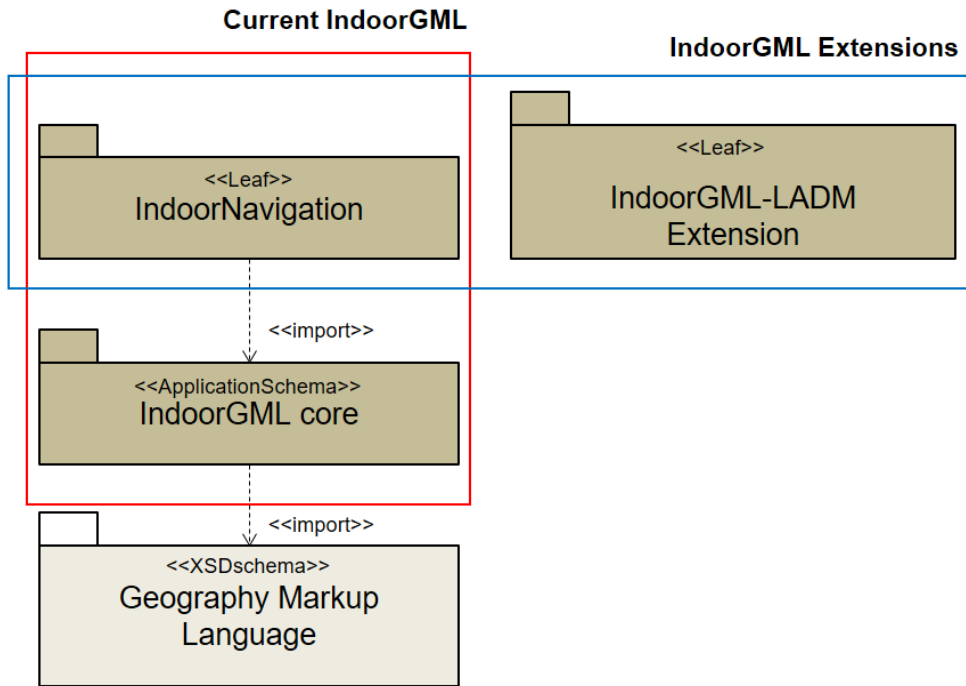 Current IndoorGML
IndoorGML Extensions
<<Leaf>>
IndoorNavigation
<<Leaf>>
IndoorGML-LADM
Extension
<<import>>
<<ApplicationSchema>>
IndoorGML core
<<import>>
<<XSDschema>>
Geography Markup
Language